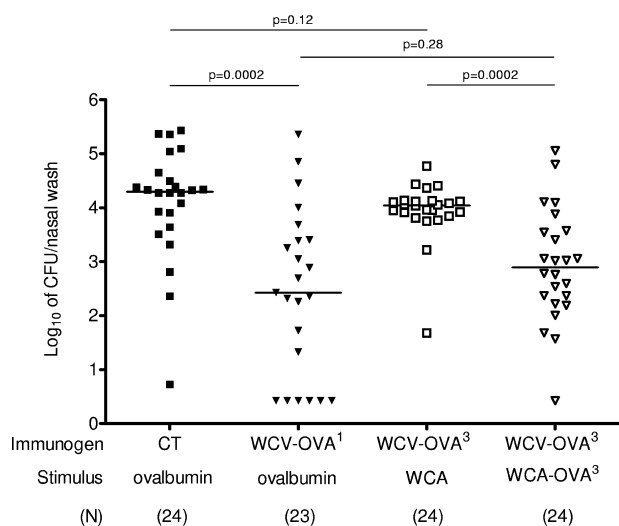 p=0.12
p=0.28
p=0.0002 p=0.0002
6
5
4
3
2
1
0
Log₁₀ of CFU/nasal wash
Immunogen CT WCV-OVA¹ WCV-OVA³ WCV-OVA³
Stimulus ovalbumin ovalbumin WCA WCA-OVA³
(N) (24) (23) (24) (24)